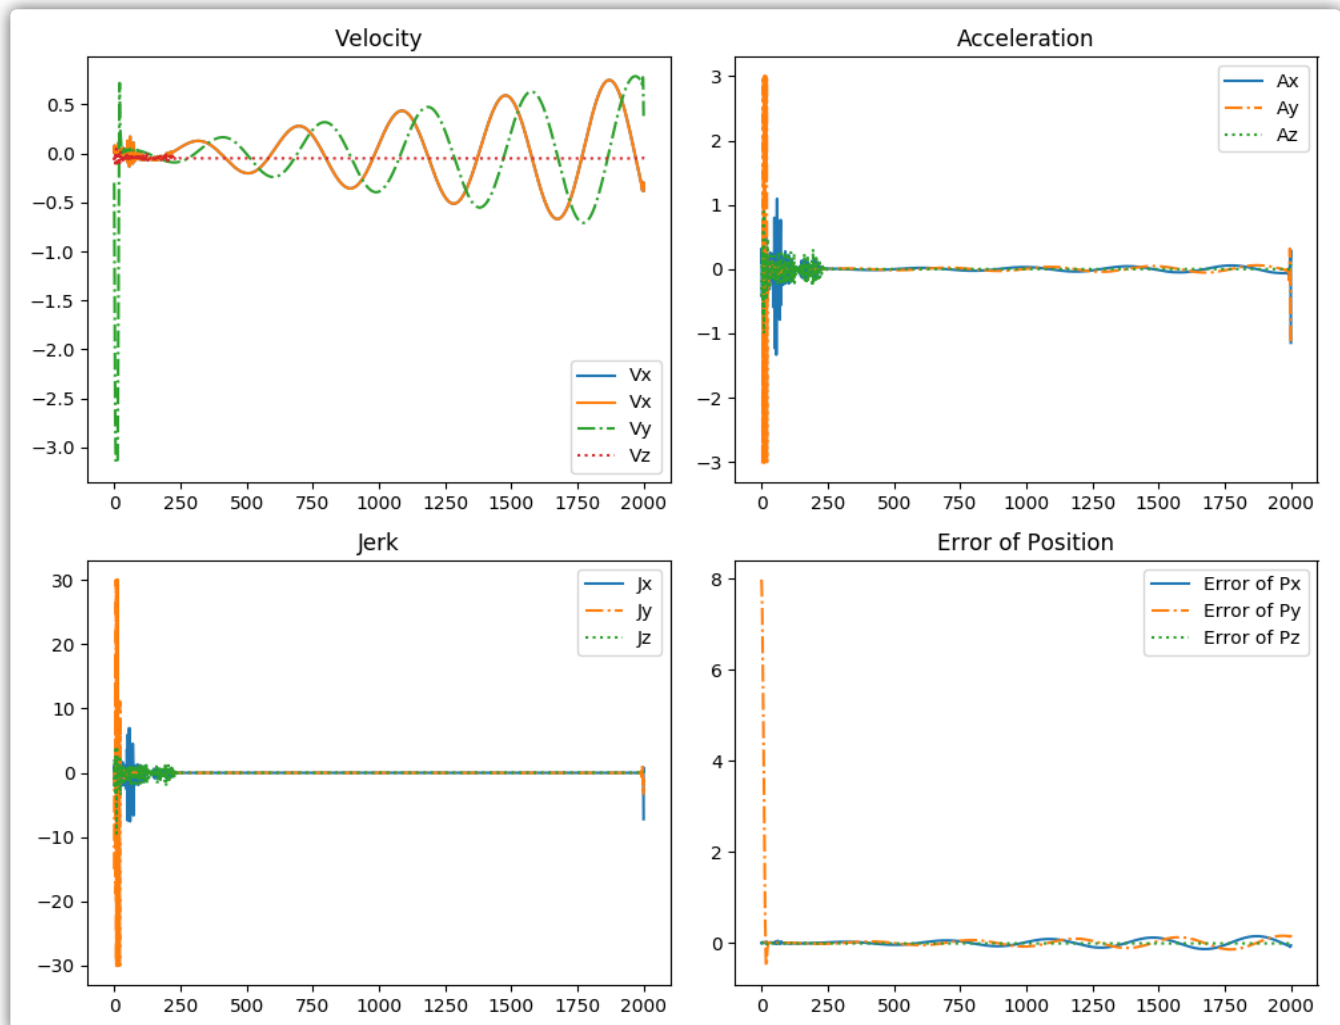 Velocity
0.5
0.0
−0.5
−1.0
−1.5
−2.0
−2.5
−3.0
Vx
Vx
Vy
Vz
0 250 500 750 1000 1250 1500 1750 2000
Acceleration
3
2
1
0
−1
−2
−3
Ax
Ay
Az
0 250 500 750 1000 1250 1500 1750 2000
Jerk
30
20
10
0
−10
−20
−30
Jx
Jy
Jz
0 250 500 750 1000 1250 1500 1750 2000
Error of Position
8
6
4
2
0
Error of Px
Error of Py
Error of Pz
0 250 500 750 1000 1250 1500 1750 2000